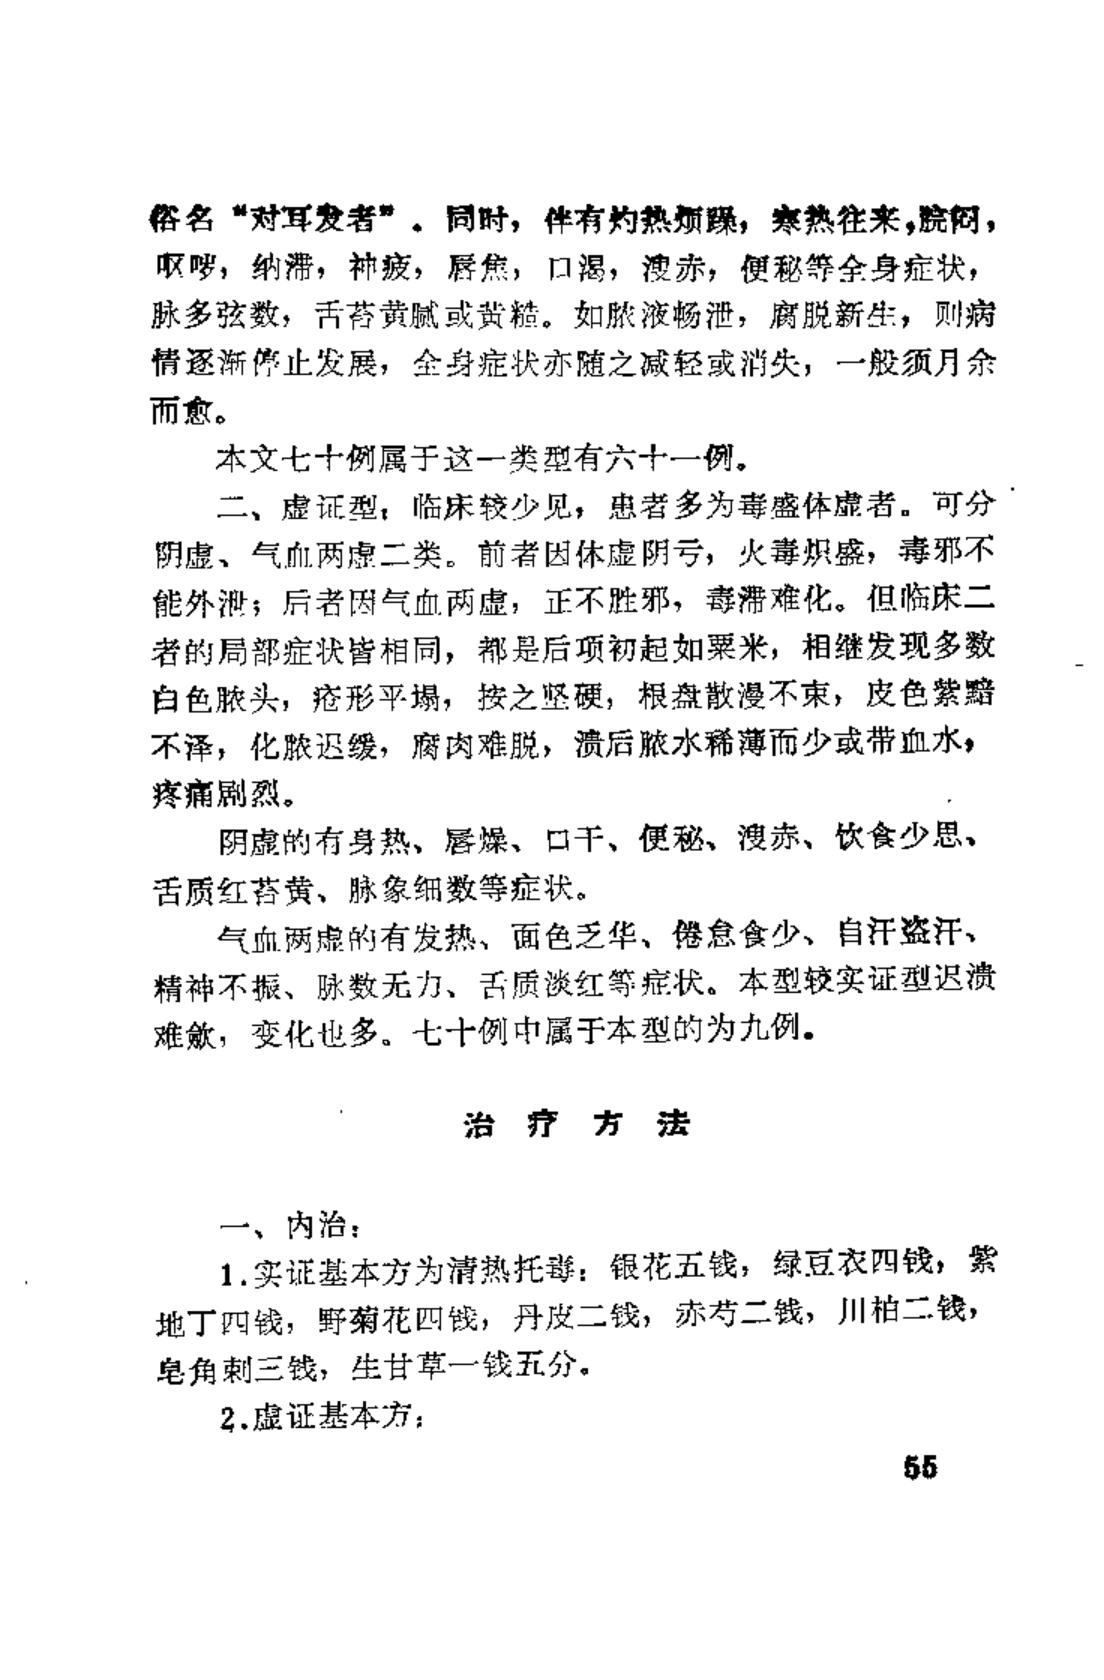 俗名“对耳发者”。同时，伴有灼热烦躁，寒热往来，脘闷，
呕哕，纳滞，神疲，唇焦，口渴，溲赤，便秘等全身症状，
脉多弦数，舌苔黄腻或黄糙。如脓液畅泄，腐脱新生，则病
情逐渐停止发展，全身症状亦随之减轻或消失，一般须月余
而愈。
本文七十例属于这一类型有六十一例。
二、虚证型：临床较少见，患者多为毒盛体虚者。可分
阴虚、气血两虚二类。前者因体虚阴亏，火毒炽盛，毒邪不
能外泄；后者因气血两虚，正不胜邪，毒滞难化。但临床二
者的局部症状皆相同，都是后项初起如粟米，相继发现多数
白色脓头，疮形平塌，按之坚硬，根盘散漫不束，皮色紫黯
不泽，化脓迟缓，腐肉难脱，溃后脓水稀薄而少或带血水，
疼痛剧烈。
阴虚的有身热、唇燥、口干、便秘、溲赤、饮食少思、
舌质红苔黄、脉象细数等症状。
气血两虚的有发热、面色乏华、倦怠食少、自汗盗汗、
精神不振、脉数无力、舌质淡红等症状。本型较实证型迟溃
难敛，变化也多。七十例中属于本型的为九例。
治疗方法
一、内治：
1.实证基本方为清热托毒：银花五钱，绿豆衣四钱，紫
地丁四钱，野菊花四钱，丹皮二钱，赤芍二钱，川柏二钱，
皂角刺三钱，生甘草一钱五分。
2.虚证基本方：
55